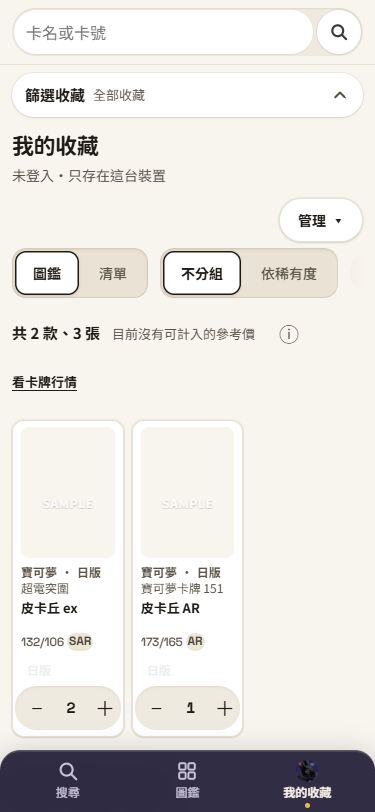 卡名或卡號
篩選收藏 全部收藏
我的收藏
未登入・只存在這台裝置
管理
圖鑑 清單 不分組 依稀有度
共 2 款、3 張 目前沒有可計入的參考價
看卡牌行情
SAMPLE
寶可夢 · 日版
超電突圍
皮卡丘 ex
132/106 SAR
日版
− 2 +
SAMPLE
寶可夢 · 日版
寶可夢卡牌 151
皮卡丘 AR
173/165 AR
日版
− 1 +
搜尋 圖鑑 我的收藏